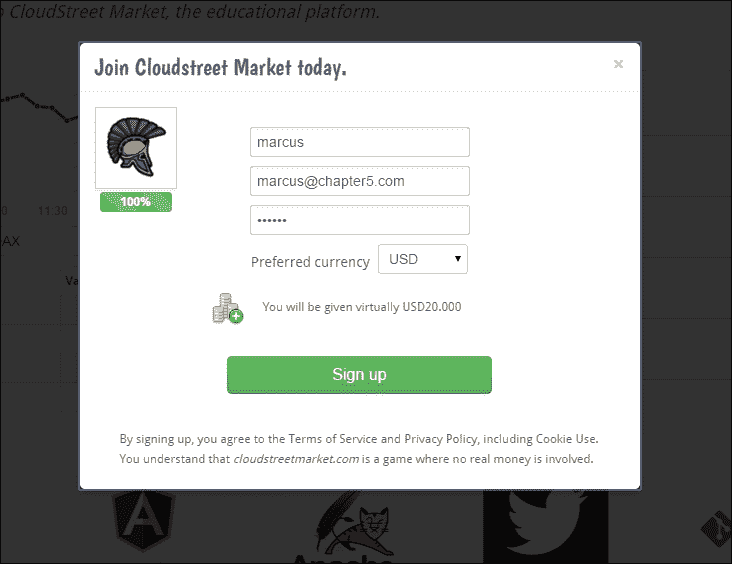 CloudStreet Market, the educational platform.
Join Cloudstreet Market today.
×
marcus
100%
marcus@chapter5.com
••••••
11:30
AX
Preferred currency USD
Va
You will be given virtually USD20.000
Sign up
By signing up, you agree to the Terms of Service and Privacy Policy, including Cookie Use.
You understand that cloudstreetmarket.com is a game where no real money is involved.
A